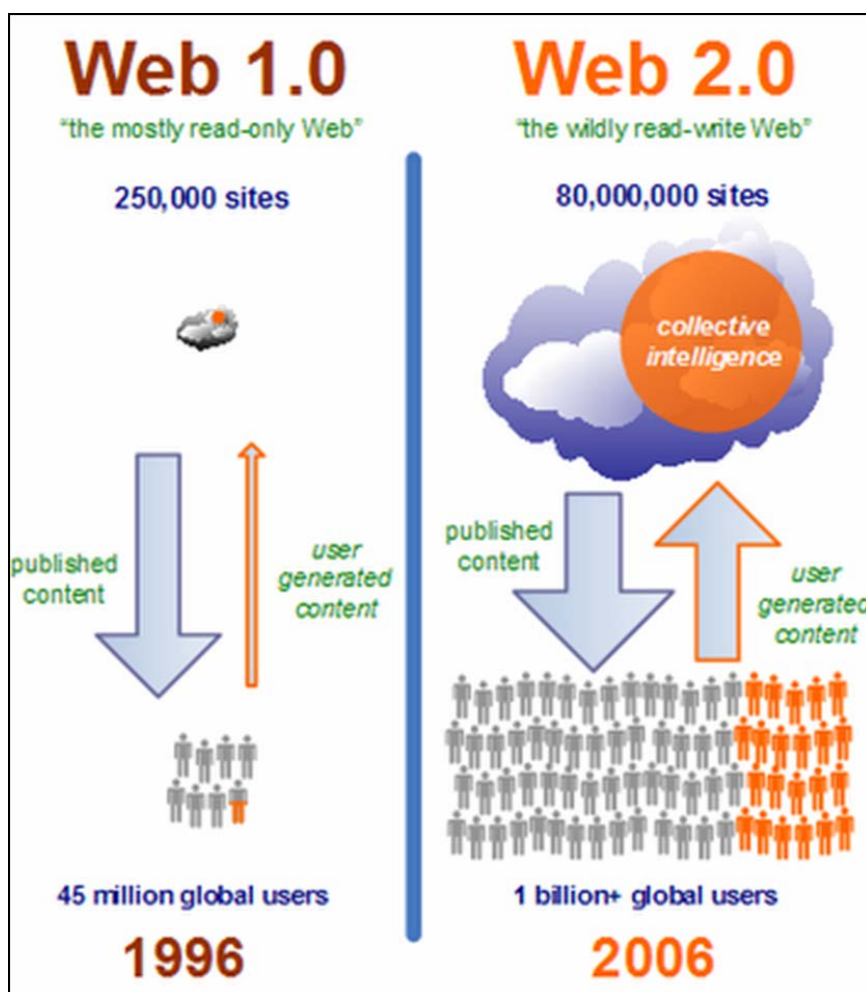 Web 1.0
"the mostly read-only Web"
250,000 sites
published
content
user
generated
content
45 million global users
1996
Web 2.0
"the wildly read-write Web"
80,000,000 sites
collective
intelligence
published
content
user
generated
content
1 billion+ global users
2006